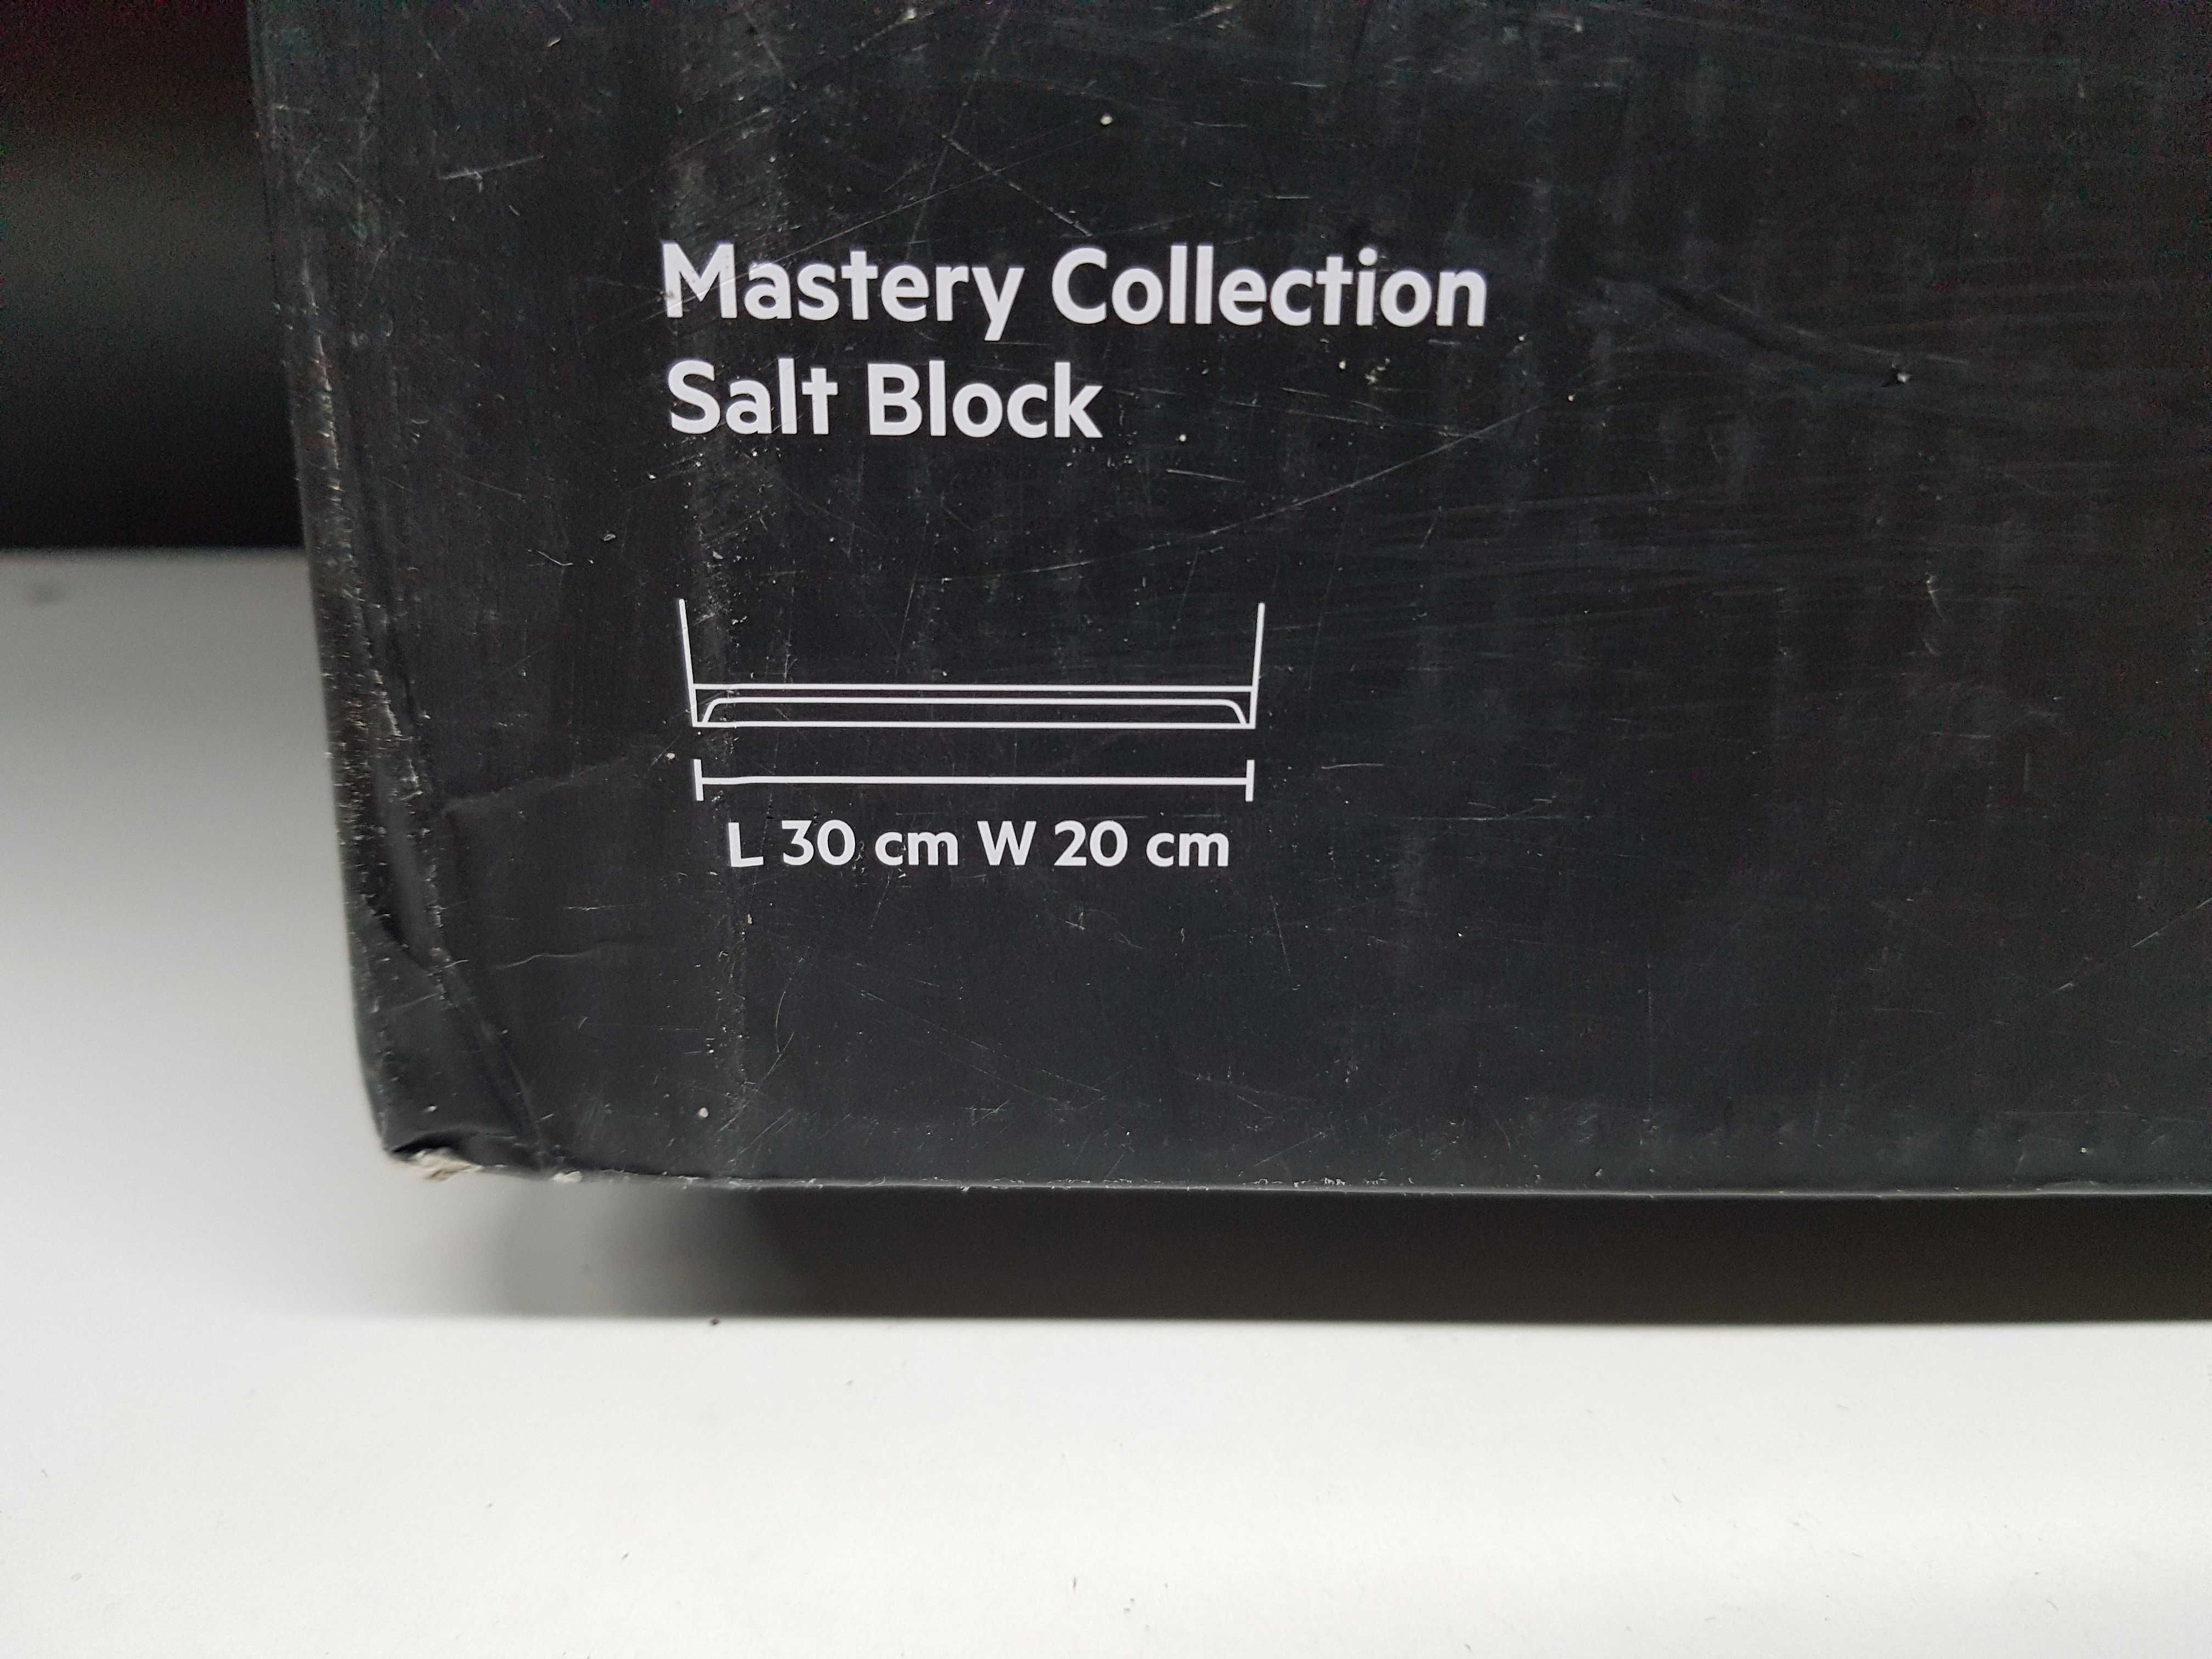 Mastery Collection
Salt Block
L 30 cm W 20 cm